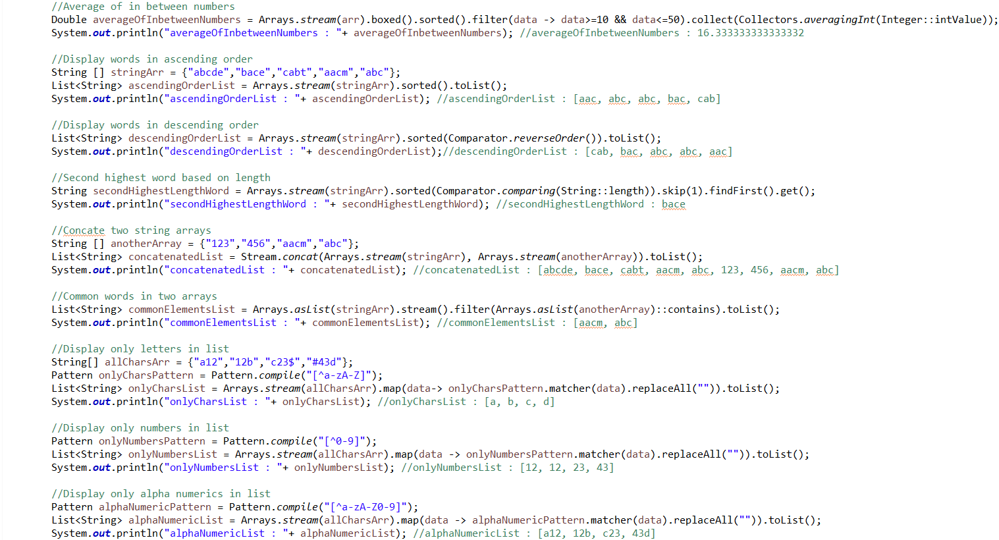 //Average of in between numbers
Double averageOfInbetweenNumbers = Arrays.stream(arr).boxed().sorted().filter(data -> data>=10 && data<=50).collect(Collectors.averagingInt(Integer::intValue));
System.out.println("averageOfInbetweenNumbers : "+ averageOfInbetweenNumbers); //averageOfInbetweenNumbers : 16.333333333333332
//Display words in ascending order
String [] stringArr = {"abcde","bace","cabt","aacm","abc"};
List<String> ascendingOrderList = Arrays.stream(stringArr).sorted().toList();
System.out.println("ascendingOrderList : "+ ascendingOrderList); //ascendingOrderList : [aac, abc, abc, bac, cab]
//Display words in descending order
List<String> descendingOrderList = Arrays.stream(stringArr).sorted(Comparator.reverseOrder()).toList();
System.out.println("descendingOrderList : "+ descendingOrderList);//descendingOrderList : [cab, bac, abc, abc, aac]
//Second highest word based on length
String secondHighestLengthWord = Arrays.stream(stringArr).sorted(Comparator.comparing(String::length)).skip(1).findFirst().get();
System.out.println("secondHighestLengthWord : "+ secondHighestLengthWord); //secondHighestLengthWord : bace
//Concate two string arrays
String [] anotherArray = {"123","456","aacm","abc"};
List<String> concatenatedList = Stream.concat(Arrays.stream(stringArr), Arrays.stream(anotherArray)).toList();
System.out.println("concatenatedList : "+ concatenatedList); //concatenatedList : [abcde, bace, cabt, aacm, abc, 123, 456, aacm, abc]
//Common words in two arrays
List<String> commonElementsList = Arrays.asList(stringArr).stream().filter(Arrays.asList(anotherArray)::contains).toList();
System.out.println("commonElementsList : "+ commonElementsList); //commonElementsList : [aacm, abc]
//Display only letters in list
String[] allCharsArr = {"a12","12b","c23$","#43d"};
Pattern onlyCharsPattern = Pattern.compile("[^a-zA-Z]");
List<String> onlyCharsList = Arrays.stream(allCharsArr).map(data-> onlyCharsPattern.matcher(data).replaceAll("")).toList();
System.out.println("onlyCharsList : "+ onlyCharsList); //onlyCharsList : [a, b, c, d]
//Display only numbers in list
Pattern onlyNumbersPattern = Pattern.compile("[^0-9]");
List<String> onlyNumbersList = Arrays.stream(allCharsArr).map(data -> onlyNumbersPattern.matcher(data).replaceAll("")).toList();
System.out.println("onlyNumbersList : "+ onlyNumbersList); //onlyNumbersList : [12, 12, 23, 43]
//Display only alpha numerics in list
Pattern alphaNumericPattern = Pattern.compile("[^a-zA-Z0-9]");
List<String> alphaNumericList = Arrays.stream(allCharsArr).map(data -> alphaNumericPattern.matcher(data).replaceAll("")).toList();
System.out.println("alphaNumericList : "+ alphaNumericList); //alphaNumericList : [a12, 12b, c23, 43d]